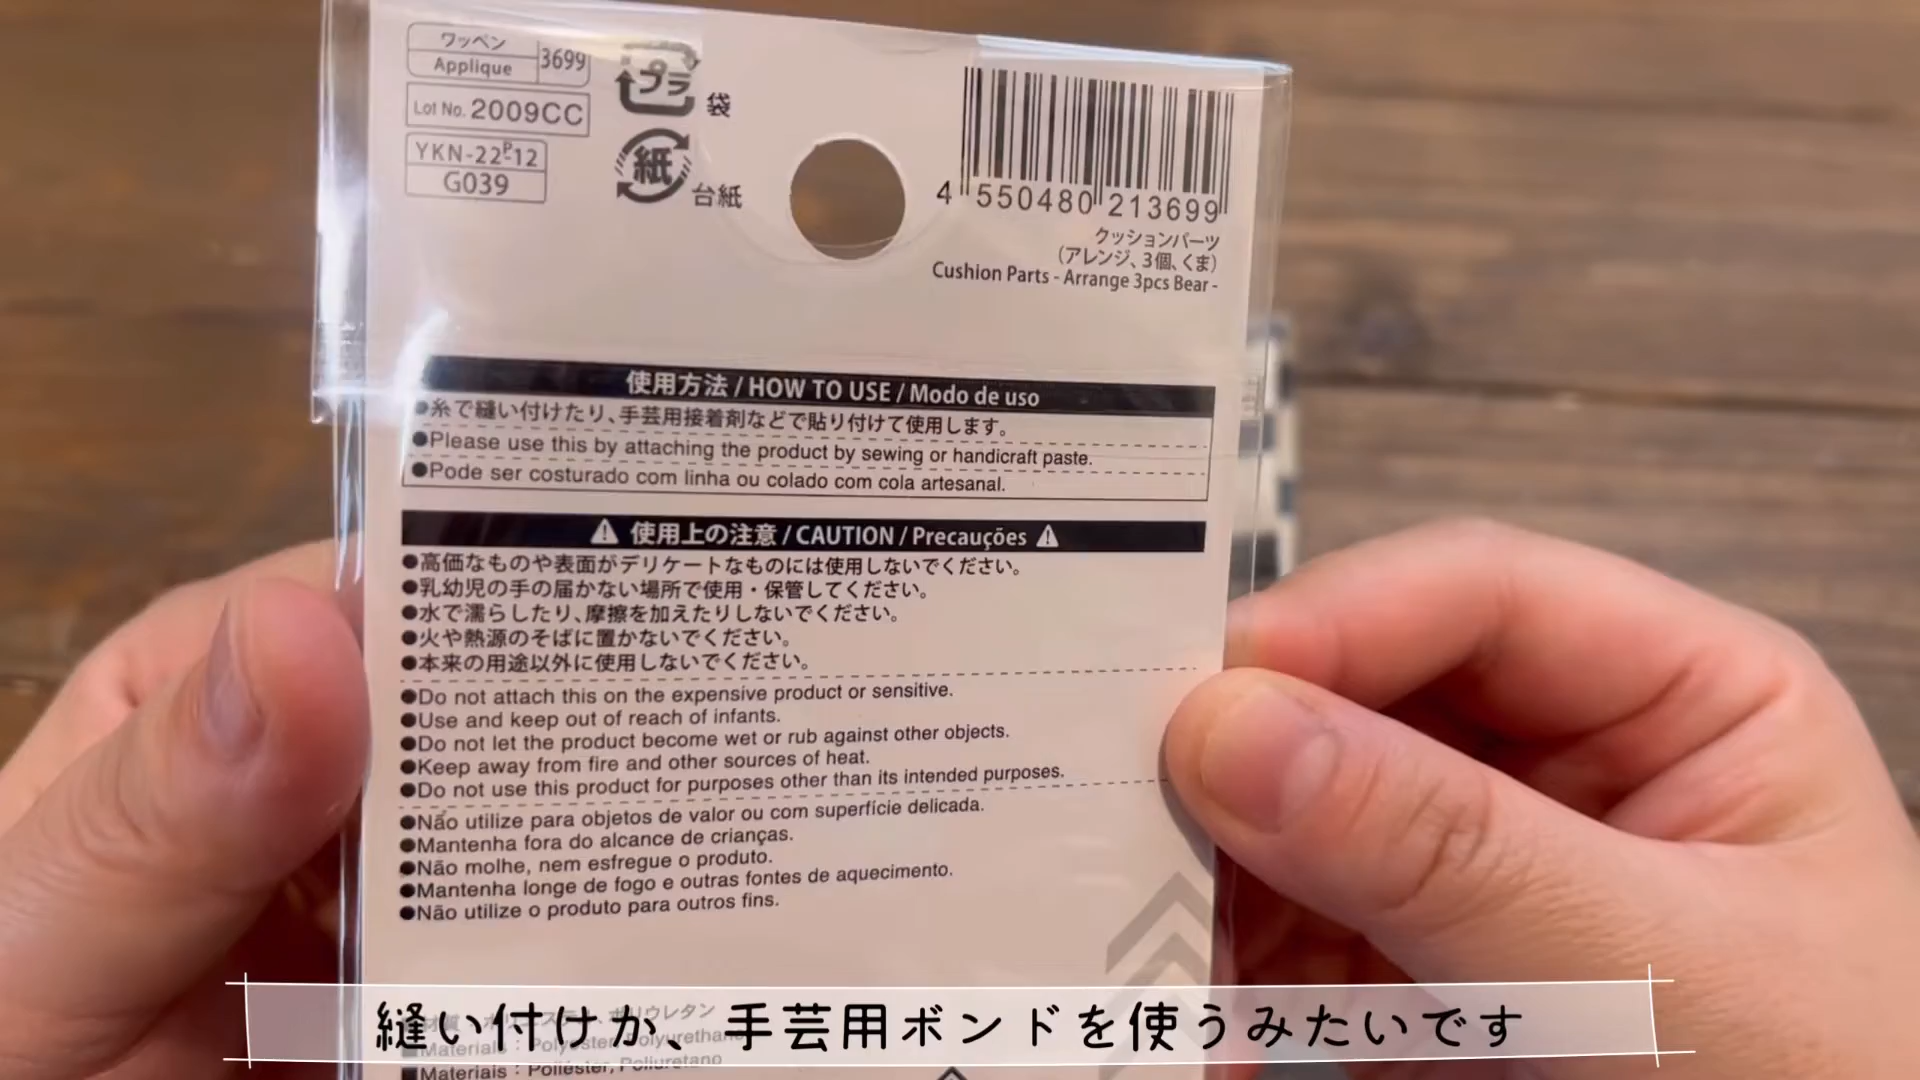 ワッペン
Applique
3699
Lot No. 2009CC
YKN-22P-12
G039
プラ
袋
紙
台紙
4 550480 213699
クッションパーツ
(アレンジ、3個、くま)
Cushion Parts - Arrange 3pcs Bear -
使用方法 / HOW TO USE / Modo de uso
●糸で縫い付けたり、手芸用接着剤などで貼り付けて使用します。
●Please use this by attaching the product by sewing or handicraft paste.
●Pode ser costurado com linha ou colado com cola artesanal.
使用上の注意 / CAUTION / Precauções
●高価なものや表面がデリケートなものには使用しないでください。
●乳幼児の手の届かない場所で使用・保管してください。
●水で濡らしたり、摩擦を加えたりしないでください。
●火や熱源のそばに置かないでください。
●本来の用途以外に使用しないでください。
●Do not attach this on the expensive product or sensitive.
●Use and keep out of reach of infants.
●Do not let the product become wet or rub against other objects.
●Keep away from fire and other sources of heat.
●Do not use this product for purposes other than its intended purposes.
●Não utilize para objetos de valor ou com superfície delicada.
●Mantenha fora do alcance de crianças.
●Não molhe, nem esfregue o produto.
●Mantenha longe de fogo e outras fontes de aquecimento.
●Não utilize o produto para outros fins.
縫い付けか、手芸用ボンドを使うみたいです
■Materials : Polyester, Polyurethane
■Materiais : Poliéster, Poliuretano